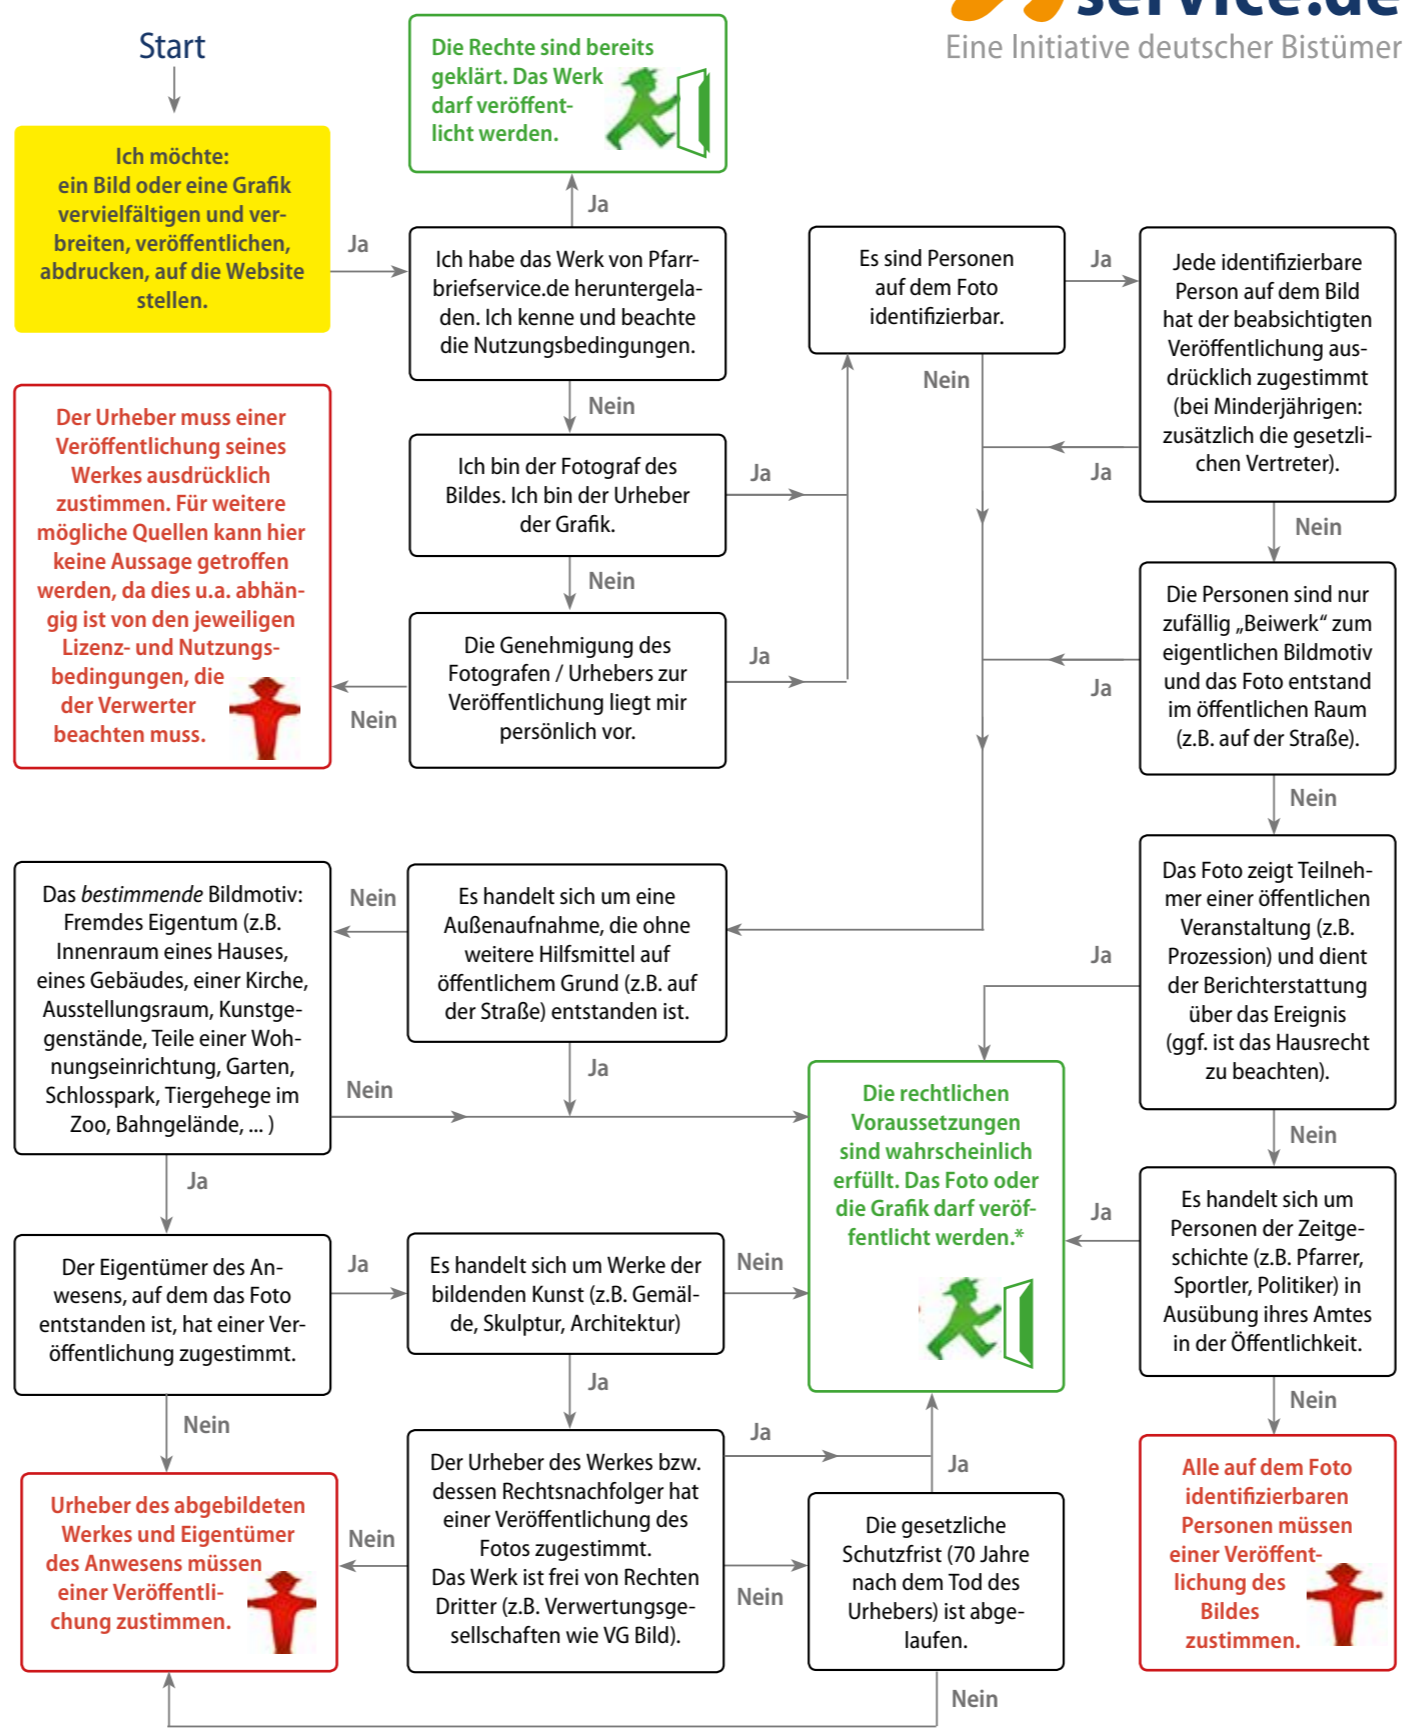 service.de
Eine Initiative deutscher Bistümer
Start
Ich möchte:
ein Bild oder eine Grafik
vervielfältigen und ver-
breiten, veröffentlichen,
abdrucken, auf die Website
stellen.
Ja
Die Rechte sind bereits
geklärt. Das Werk
darf veröffent-
licht werden.
Ja
Ich habe das Werk von Pfarr-
briefservice.de heruntergela-
den. Ich kenne und beachte
die Nutzungsbedingungen.
Nein
Ich bin der Fotograf des
Bildes. Ich bin der Urheber
der Grafik.
Ja
Nein
Die Genehmigung des
Fotografen / Urhebers zur
Veröffentlichung liegt mir
persönlich vor.
Ja
Nein
Der Urheber muss einer
Veröffentlichung seines
Werkes ausdrücklich
zustimmen. Für weitere
mögliche Quellen kann hier
keine Aussage getroffen
werden, da dies u.a. abhän-
gig ist von den jeweiligen
Lizenz- und Nutzungs-
bedingungen, die
der Verwerter
beachten muss.
Es sind Personen
auf dem Foto
identifizierbar.
Ja
Nein
Jede identifizierbare
Person auf dem Bild
hat der beabsichtigten
Veröffentlichung aus-
drücklich zugestimmt
(bei Minderjährigen:
zusätzlich die gesetzli-
chen Vertreter).
Ja
Nein
Die Personen sind nur
zufällig „Beiwerk“ zum
eigentlichen Bildmotiv
und das Foto entstand
im öffentlichen Raum
(z.B. auf der Straße).
Ja
Nein
Das Foto zeigt Teilneh-
mer einer öffentlichen
Veranstaltung (z.B.
Prozession) und dient
der Berichterstattung
über das Ereignis
(ggf. ist das Hausrecht
zu beachten).
Ja
Nein
Es handelt sich um
Personen der Zeitge-
schichte (z.B. Pfarrer,
Sportler, Politiker) in
Ausübung ihres Amtes
in der Öffentlichkeit.
Ja
Nein
Alle auf dem Foto
identifizierbaren
Personen müssen
einer Veröffent-
lichung des
Bildes
zustimmen.
Es handelt sich um eine
Außenaufnahme, die ohne
weitere Hilfsmittel auf
öffentlichem Grund (z.B. auf
der Straße) entstanden ist.
Nein
Ja
Das bestimmende Bildmotiv:
Fremdes Eigentum (z.B.
Innenraum eines Hauses,
eines Gebäudes, einer Kirche,
Ausstellungsraum, Kunstge-
genstände, Teile einer Woh-
nungseinrichtung, Garten,
Schlosspark, Tiergehege im
Zoo, Bahngelände, ... )
Nein
Ja
Die rechtlichen
Voraussetzungen
sind wahrscheinlich
erfüllt. Das Foto oder
die Grafik darf veröf-
fentlicht werden.*
Der Eigentümer des An-
wesens, auf dem das Foto
entstanden ist, hat einer Ver-
öffentlichung zugestimmt.
Ja
Nein
Es handelt sich um Werke der
bildenden Kunst (z.B. Gemäl-
de, Skulptur, Architektur)
Nein
Ja
Der Urheber des Werkes bzw.
dessen Rechtsnachfolger hat
einer Veröffentlichung des
Fotos zugestimmt.
Das Werk ist frei von Rechten
Dritter (z.B. Verwertungsge-
sellschaften wie VG Bild).
Ja
Nein
Nein
Die gesetzliche
Schutzfrist (70 Jahre
nach dem Tod des
Urhebers) ist abge-
laufen.
Ja
Nein
Urheber des abgebildeten
Werkes und Eigentümer
des Anwesens müssen
einer Veröffentli-
chung zustimmen.